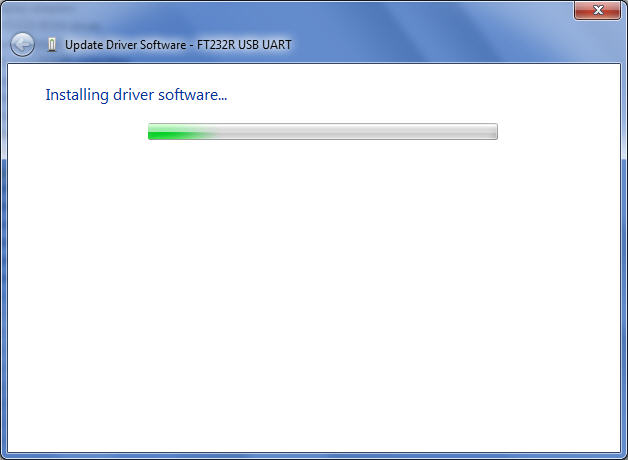 Update Driver Software - FT232R USB UART
Installing driver software...